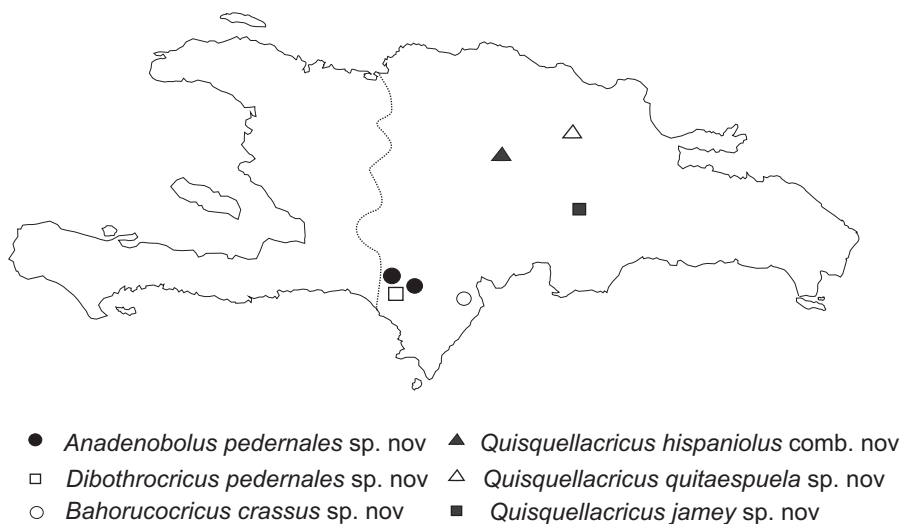 Anadenobolus pedernales sp. nov
Quisquellacricus hispaniolus comb. nov
Dibothrocricus pedernales sp. nov
Quisquellacricus quitaespuela sp. nov
Bahorucocricus crassus sp. nov
Quisquellacricus jamey sp. nov